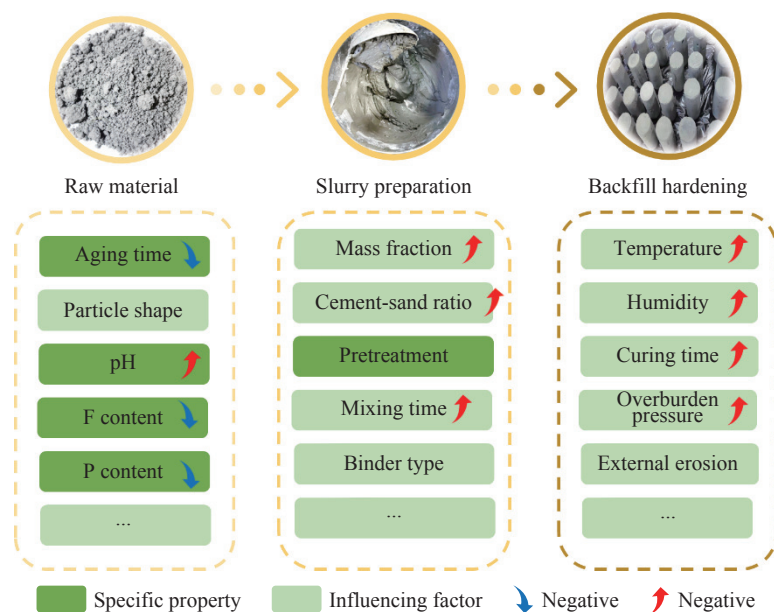 Raw material
Slurry preparation
Backfill hardening
Aging time
Particle shape
pH
F content
P content
...
Mass fraction
Cement-sand ratio
Pretreatment
Mixing time
Binder type
...
Temperature
Humidity
Curing time
Overburden
pressure
External erosion
...
Specific property
Influencing factor
Negative
Negative